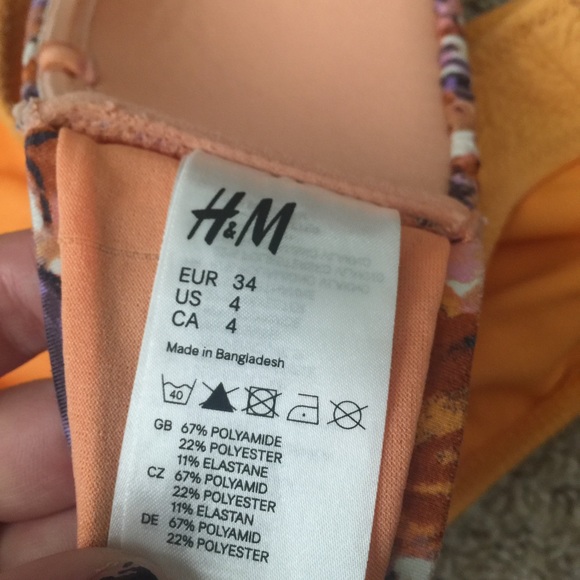 H&M
EUR 34
US 4
CA 4
Made in Bangladesh
40
GB 67% POLYAMIDE
22% POLYESTER
11% ELASTANE
CZ 67% POLYAMID
22% POLYESTER
11% ELASTAN
DE 67% POLYAMID
22% POLYESTER